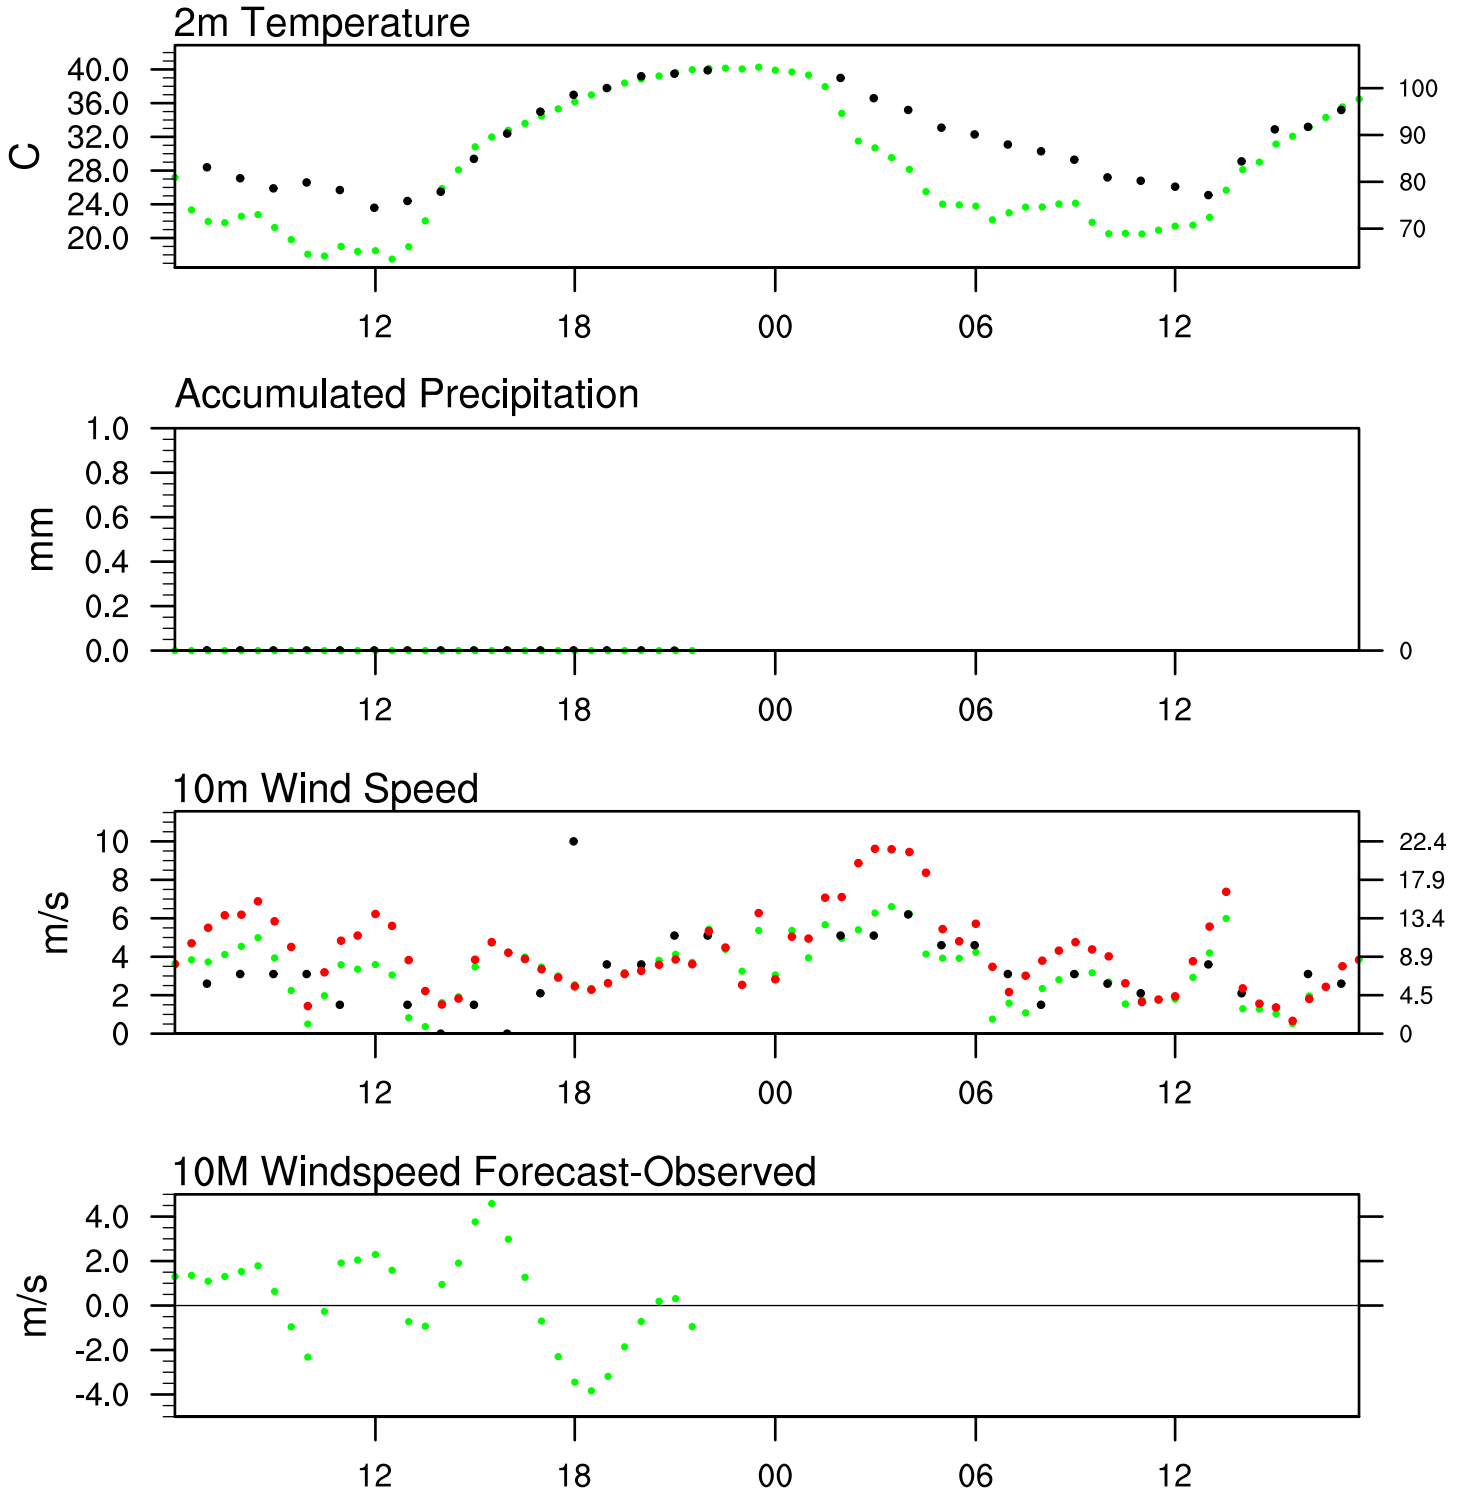 2m Temperature
40.0
36.0
32.0
28.0
24.0
20.0
C
100
90
80
70
12 18 00 06 12
Accumulated Precipitation
1.0
0.8
0.6
0.4
0.2
0.0
mm
0
12 18 00 06 12
10m Wind Speed
10
8
6
4
2
0
m/s
22.4
17.9
13.4
8.9
4.5
0
12 18 00 06 12
10M Windspeed Forecast-Observed
4.0
2.0
0.0
-2.0
-4.0
m/s
12 18 00 06 12